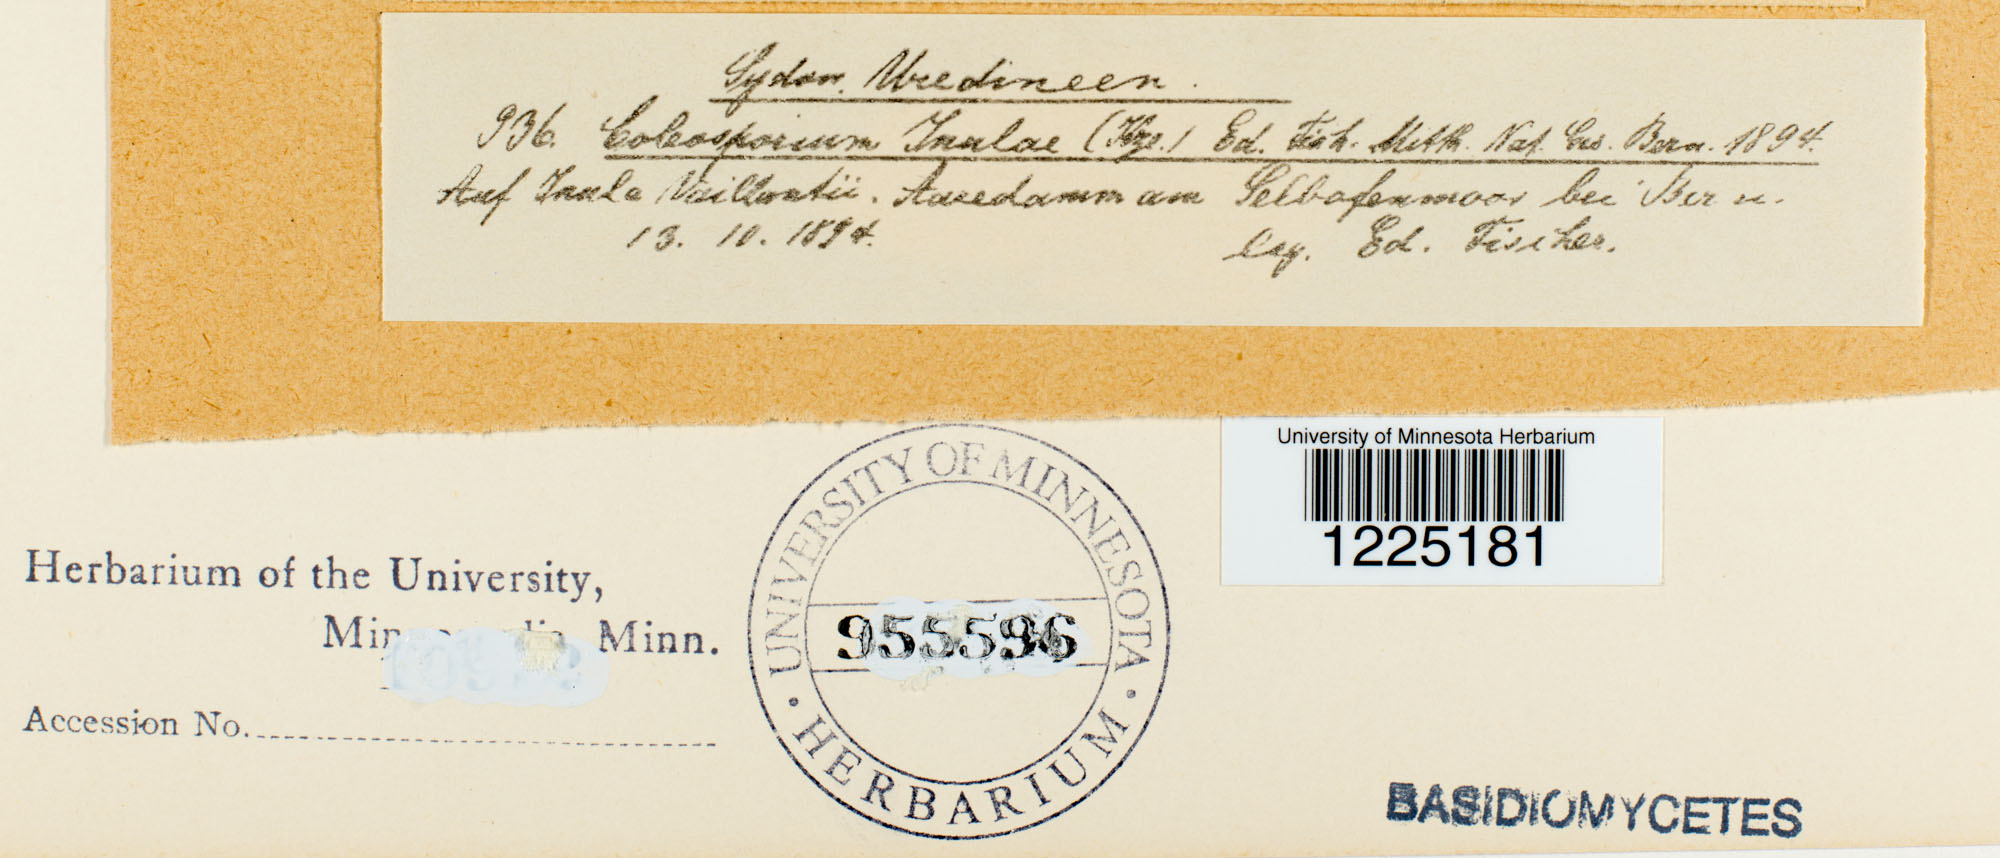 Sydow, Uredineen.
936. Coleosporium Inulae (Kze.) Ed. Fisch. Mitth. Nat. Ges. Bern. 1894.
Auf Inula Vaillantii. Aaredamm am Selhofenmoos bei Bern.
13. 10. 1894. leg. Ed. Fischer.
University of Minnesota Herbarium
1225181
UNIVERSITY OF MINNESOTA
955596
· HERBARIUM ·
Herbarium of the University,
Minn.
Accession No.
BASIDIOMYCETES